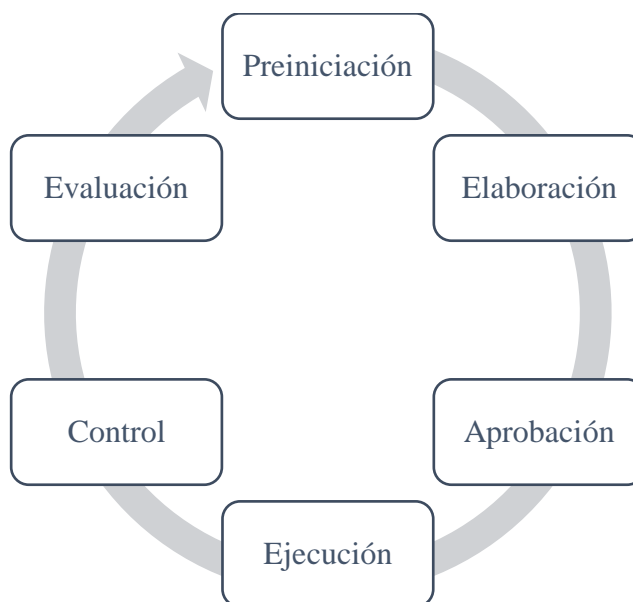 Preiniciación
Elaboración
Aprobación
Ejecución
Control
Evaluación